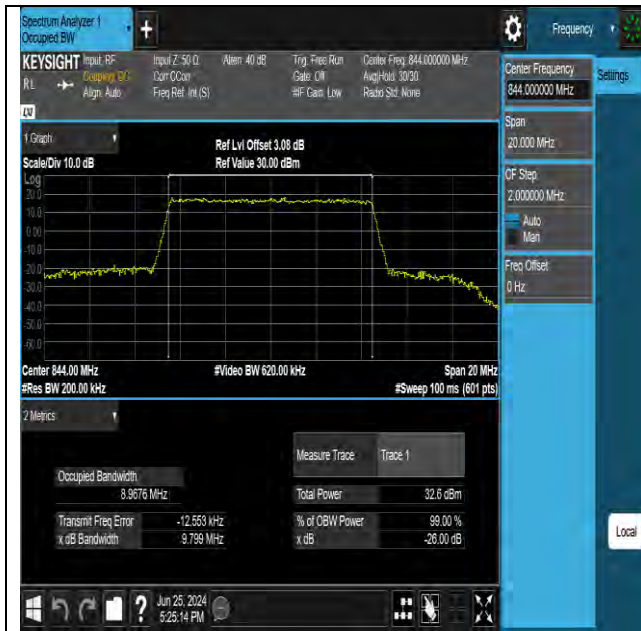 Spectrum Analyzer 1
Occupied BW
+
Frequency
KEYSIGHT Input: RF
RL
Coupling: DC
Align: Auto
Input Z: 50 Ω
Corr CCorr
Freq Ref: Int (S)
Atten: 40 dB
Trig: Free Run
Gate: Off
#IF Gain: Low
Center Freq: 844.000000 MHz
Avg|Hold: 30/30
Radio Std: None
Center Frequency
844.000000 MHz
Settings
Span
20.000 MHz
CF Step
2.000000 MHz
Auto
Man
Freq Offset
0 Hz
1 Graph
Scale/Div 10.0 dB
Ref Lvl Offset 3.08 dB
Ref Value 30.00 dBm
Log
20.0
10.0
0.00
-10.0
-20.0
-30.0
-40.0
-50.0
-60.0
Center 844.00 MHz
#Res BW 200.00 kHz
#Video BW 620.00 kHz
Span 20 MHz
#Sweep 100 ms (601 pts)
2 Metrics
Measure Trace Trace 1
Occupied Bandwidth
8.9676 MHz
Total Power 32.6 dBm
Transmit Freq Error -12.553 kHz
% of OBW Power 99.00 %
x dB Bandwidth 9.799 MHz
x dB -26.00 dB
Local
?
Jun 25, 2024
5:25:14 PM